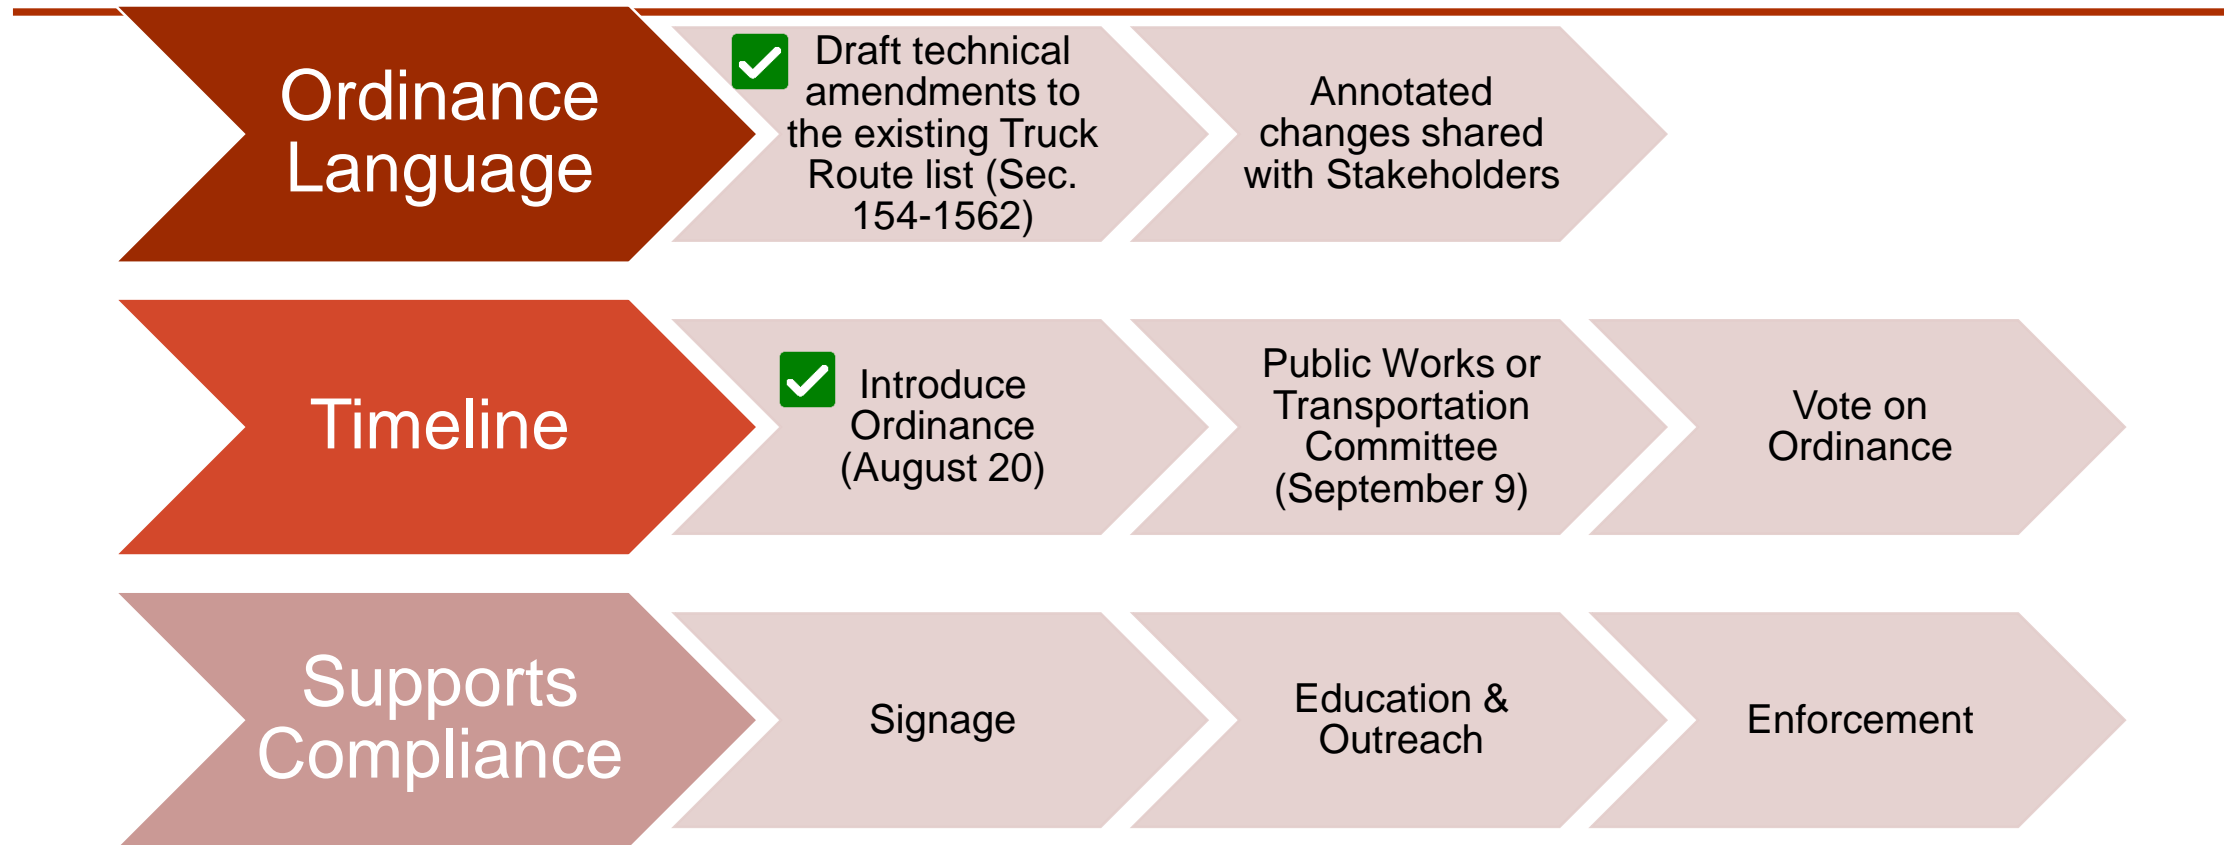 Ordinance
Language
Draft technical
amendments to
the existing Truck
Route list (Sec.
154-1562)
Annotated
changes shared
with Stakeholders
Timeline
Introduce
Ordinance
(August 20)
Public Works or
Transportation
Committee
(September 9)
Vote on
Ordinance
Supports
Compliance
Signage
Education &
Outreach
Enforcement